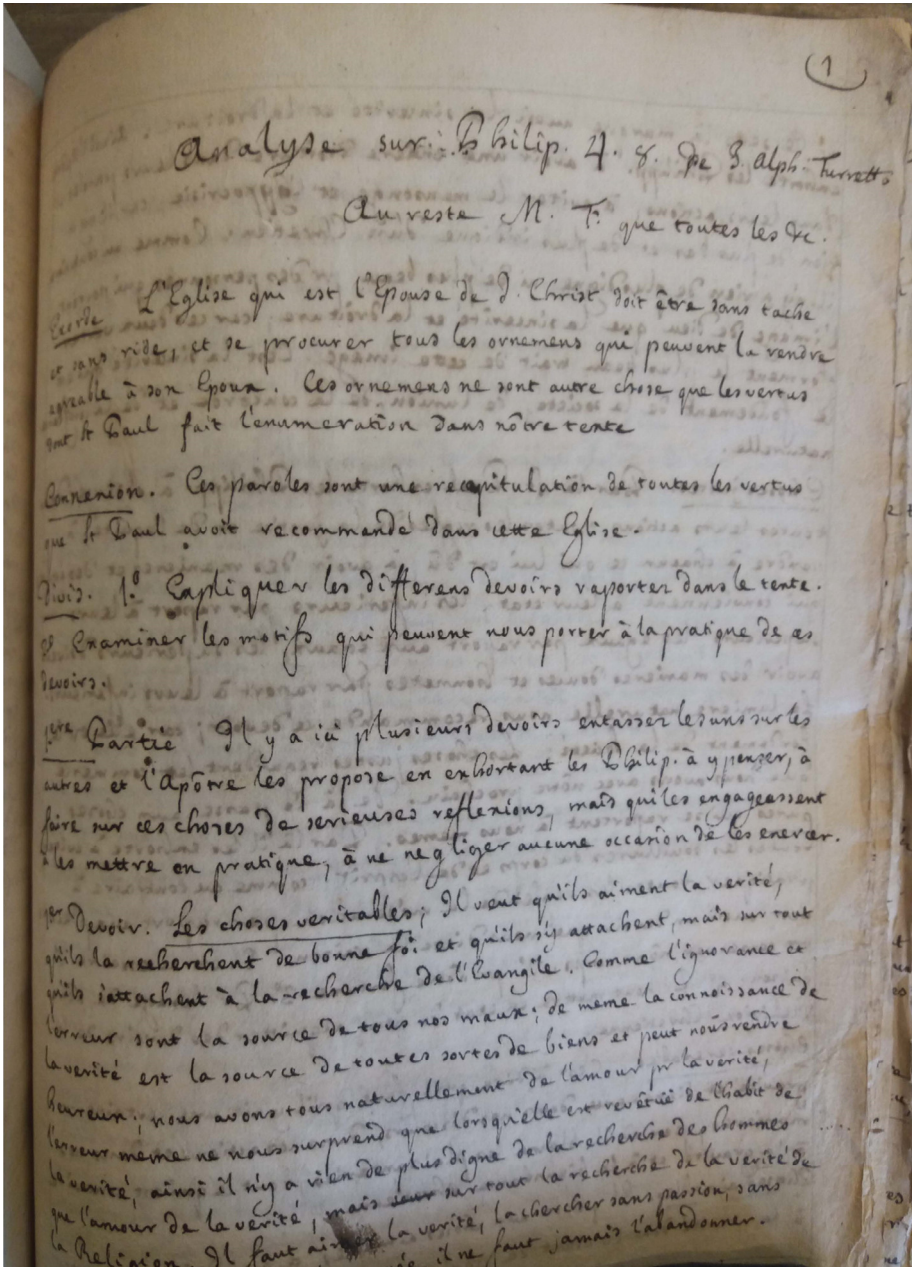 (1)
Analyse sur Philip. 4. 8. De J. Alph. Turrett.
Au reste M. F. que toutes les &c.
Exorde L'Eglise qui est l'Epouse de J. Christ doit être sans tache
et sans ride, et se procurer tous les ornemens qui peuvent la rendre
agreable à son Epoux. Ces ornemens ne sont autre chose que les vertus
dont St Paul fait l'enumeration dans nôtre texte
Connexion. Ces paroles sont une recapitulation de toutes les vertus
que St Paul avoit recommandé dans cette Eglise.
Divis. 1.º Expliquer les differens devoirs raportez dans le texte.
2º Examiner les motifs qui peuvent nous porter à la pratique de ces
devoirs.
1ere Partie Il y a ici plusieurs devoirs entassez les uns sur les
autres et l'Apôtre les propose en exhortant les Philip. à y penser, à
faire sur ces choses de serieuses reflexions, mais qui les engageassent
à les mettre en pratique, à ne negliger aucune occasion de les exercer.
1er Devoir. Les choses veritables; Il veut qu'ils aiment la verité,
qu'ils la recherchent de bonne foi et qu'ils s'y attachent, mais sur tout
qu'ils s'attachent à la recherche de l'Evangile. Comme l'ignorance et
l'erreur sont la source de tous nos maux; de meme la connoissance de
la verité est la source de toutes sortes de biens et peut nous rendre
heureux; nous avons tous naturellement de l'amour pr la verité,
l'erreur meme ne nous surprend que lorsqu'elle est revêtuë de l'habit de
la verité, ainsi il n'y a rien de plus digne de la recherche des hommes
que l'amour de la verité, mais sur tout la recherche de la verité de
la Religion. Il faut aimer la verité, la chercher sans passion, sans
il ne faut jamais l'abandonner.